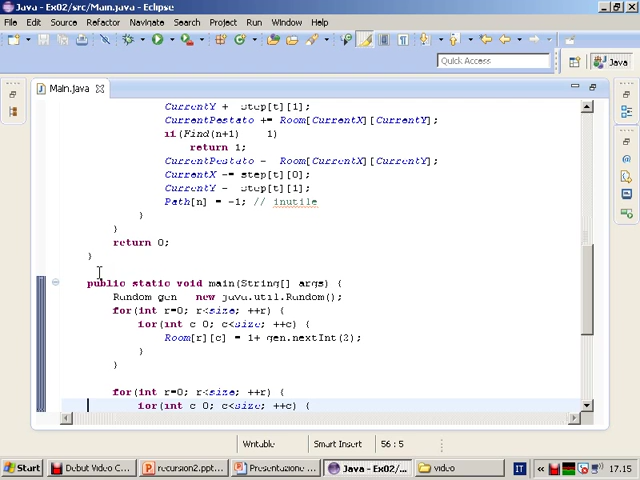 Java - Ex02/src/Main.java - Eclipse
File Edit Source Refactor Navigate Search Project Run Window Help
Quick Access
Java
Main.java
CurrentY + step[t][1];
CurrentPestato += Room[CurrentX][CurrentY];
if(Find(n+1) 1)
return 1;
CurrentPestato - Room[CurrentX][CurrentY];
CurrentX -= step[t][0];
CurrentY - step[t][1];
Path[n] = -1; // inutile
}
}
return 0;
}
public static void main(String[] args) {
Random gen new java.util.Random();
for(int r=0; r<size; ++r) {
for(int c 0; c<size; ++c) {
Room[r][c] = 1+ gen.nextInt(2);
}
}
for(int r=0; r<size; ++r) {
for(int c 0; c<size; ++c) {
Writable Smart Insert 56 : 5
Start Debut Video C... recursion2.ppt... Presentazione ... Java - Ex02/... video IT « 17.15